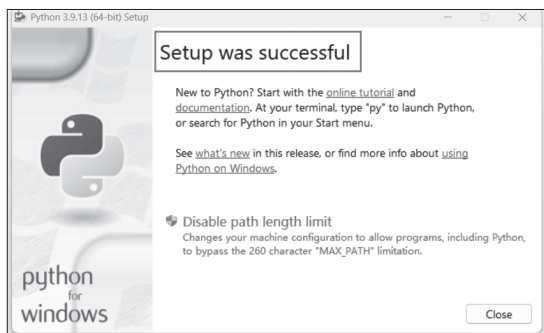 Python 3.9.13 (64-bit) Setup
Setup was successful
New to Python? Start with the online tutorial and
documentation. At your terminal, type "py" to launch Python,
or search for Python in your Start menu.
See what's new in this release, or find more info about using
Python on Windows.
Disable path length limit
Changes your machine configuration to allow programs, including Python,
to bypass the 260 character "MAX_PATH" limitation.
python
for
windows
Close